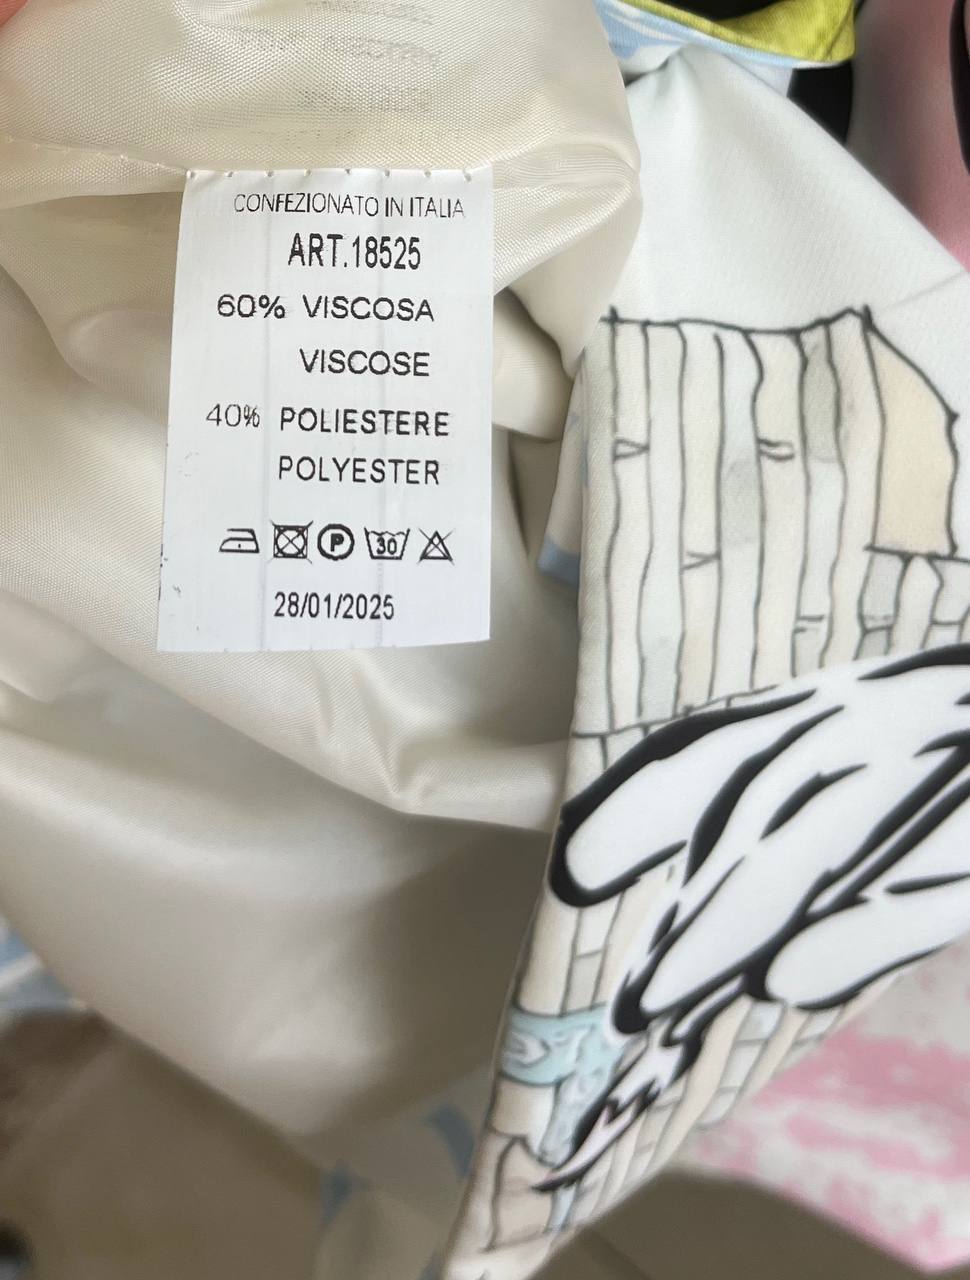 CONFEZIONATO IN ITALIA
ART.18525
60% VISCOSA
VISCOSE
40% POLIESTERE
POLYESTER
P 30
28/01/2025